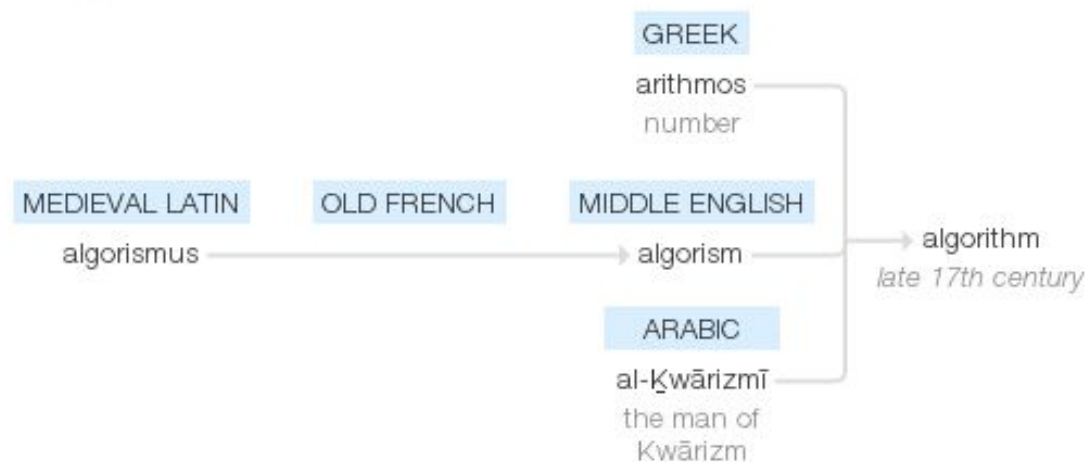 GREEK
arithmos
number
MEDIEVAL LATIN OLD FRENCH MIDDLE ENGLISH
algorismus algorism
algorithm
late 17th century
ARABIC
al-Ḵwārizmī
the man of
Kwārizm